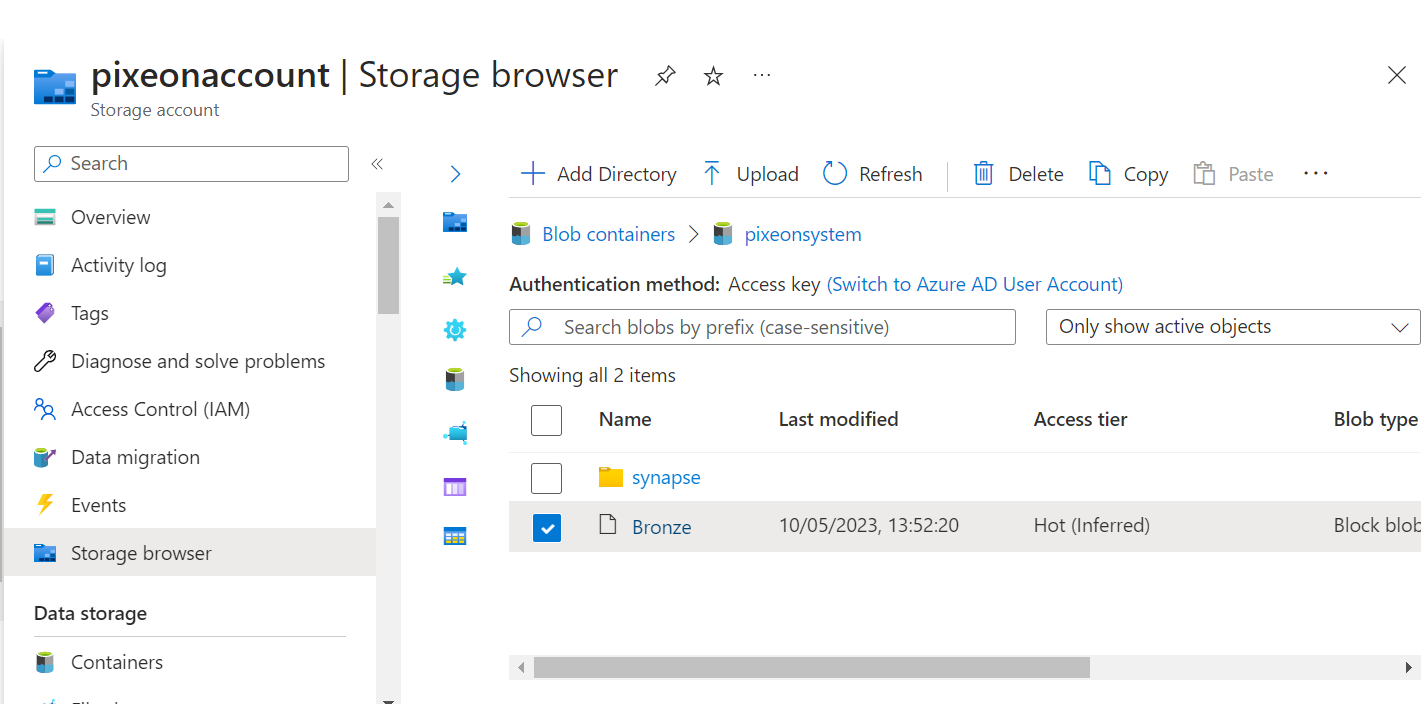 pixeonaccount | Storage browser
Storage account
Search
Overview
Activity log
Tags
Diagnose and solve problems
Access Control (IAM)
Data migration
Events
Storage browser
Data storage
Containers
Add Directory Upload Refresh Delete Copy Paste
Blob containers > pixeonsystem
Authentication method: Access key (Switch to Azure AD User Account)
Search blobs by prefix (case-sensitive) Only show active objects
Showing all 2 items
Name Last modified Access tier Blob type
synapse
Bronze 10/05/2023, 13:52:20 Hot (Inferred) Block blob